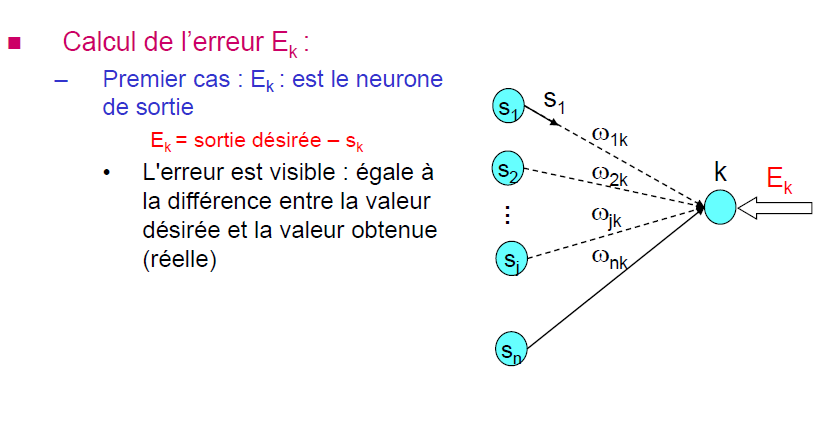 Calcul de l'erreur Ek :
– Premier cas : Ek : est le neurone
de sortie
Ek = sortie désirée – sk
• L'erreur est visible : égale à
la différence entre la valeur
désirée et la valeur obtenue
(réelle)
s1
s1
ω1k
s2
ω2k
k
Ek
⋮
ωjk
sj
ωnk
sn